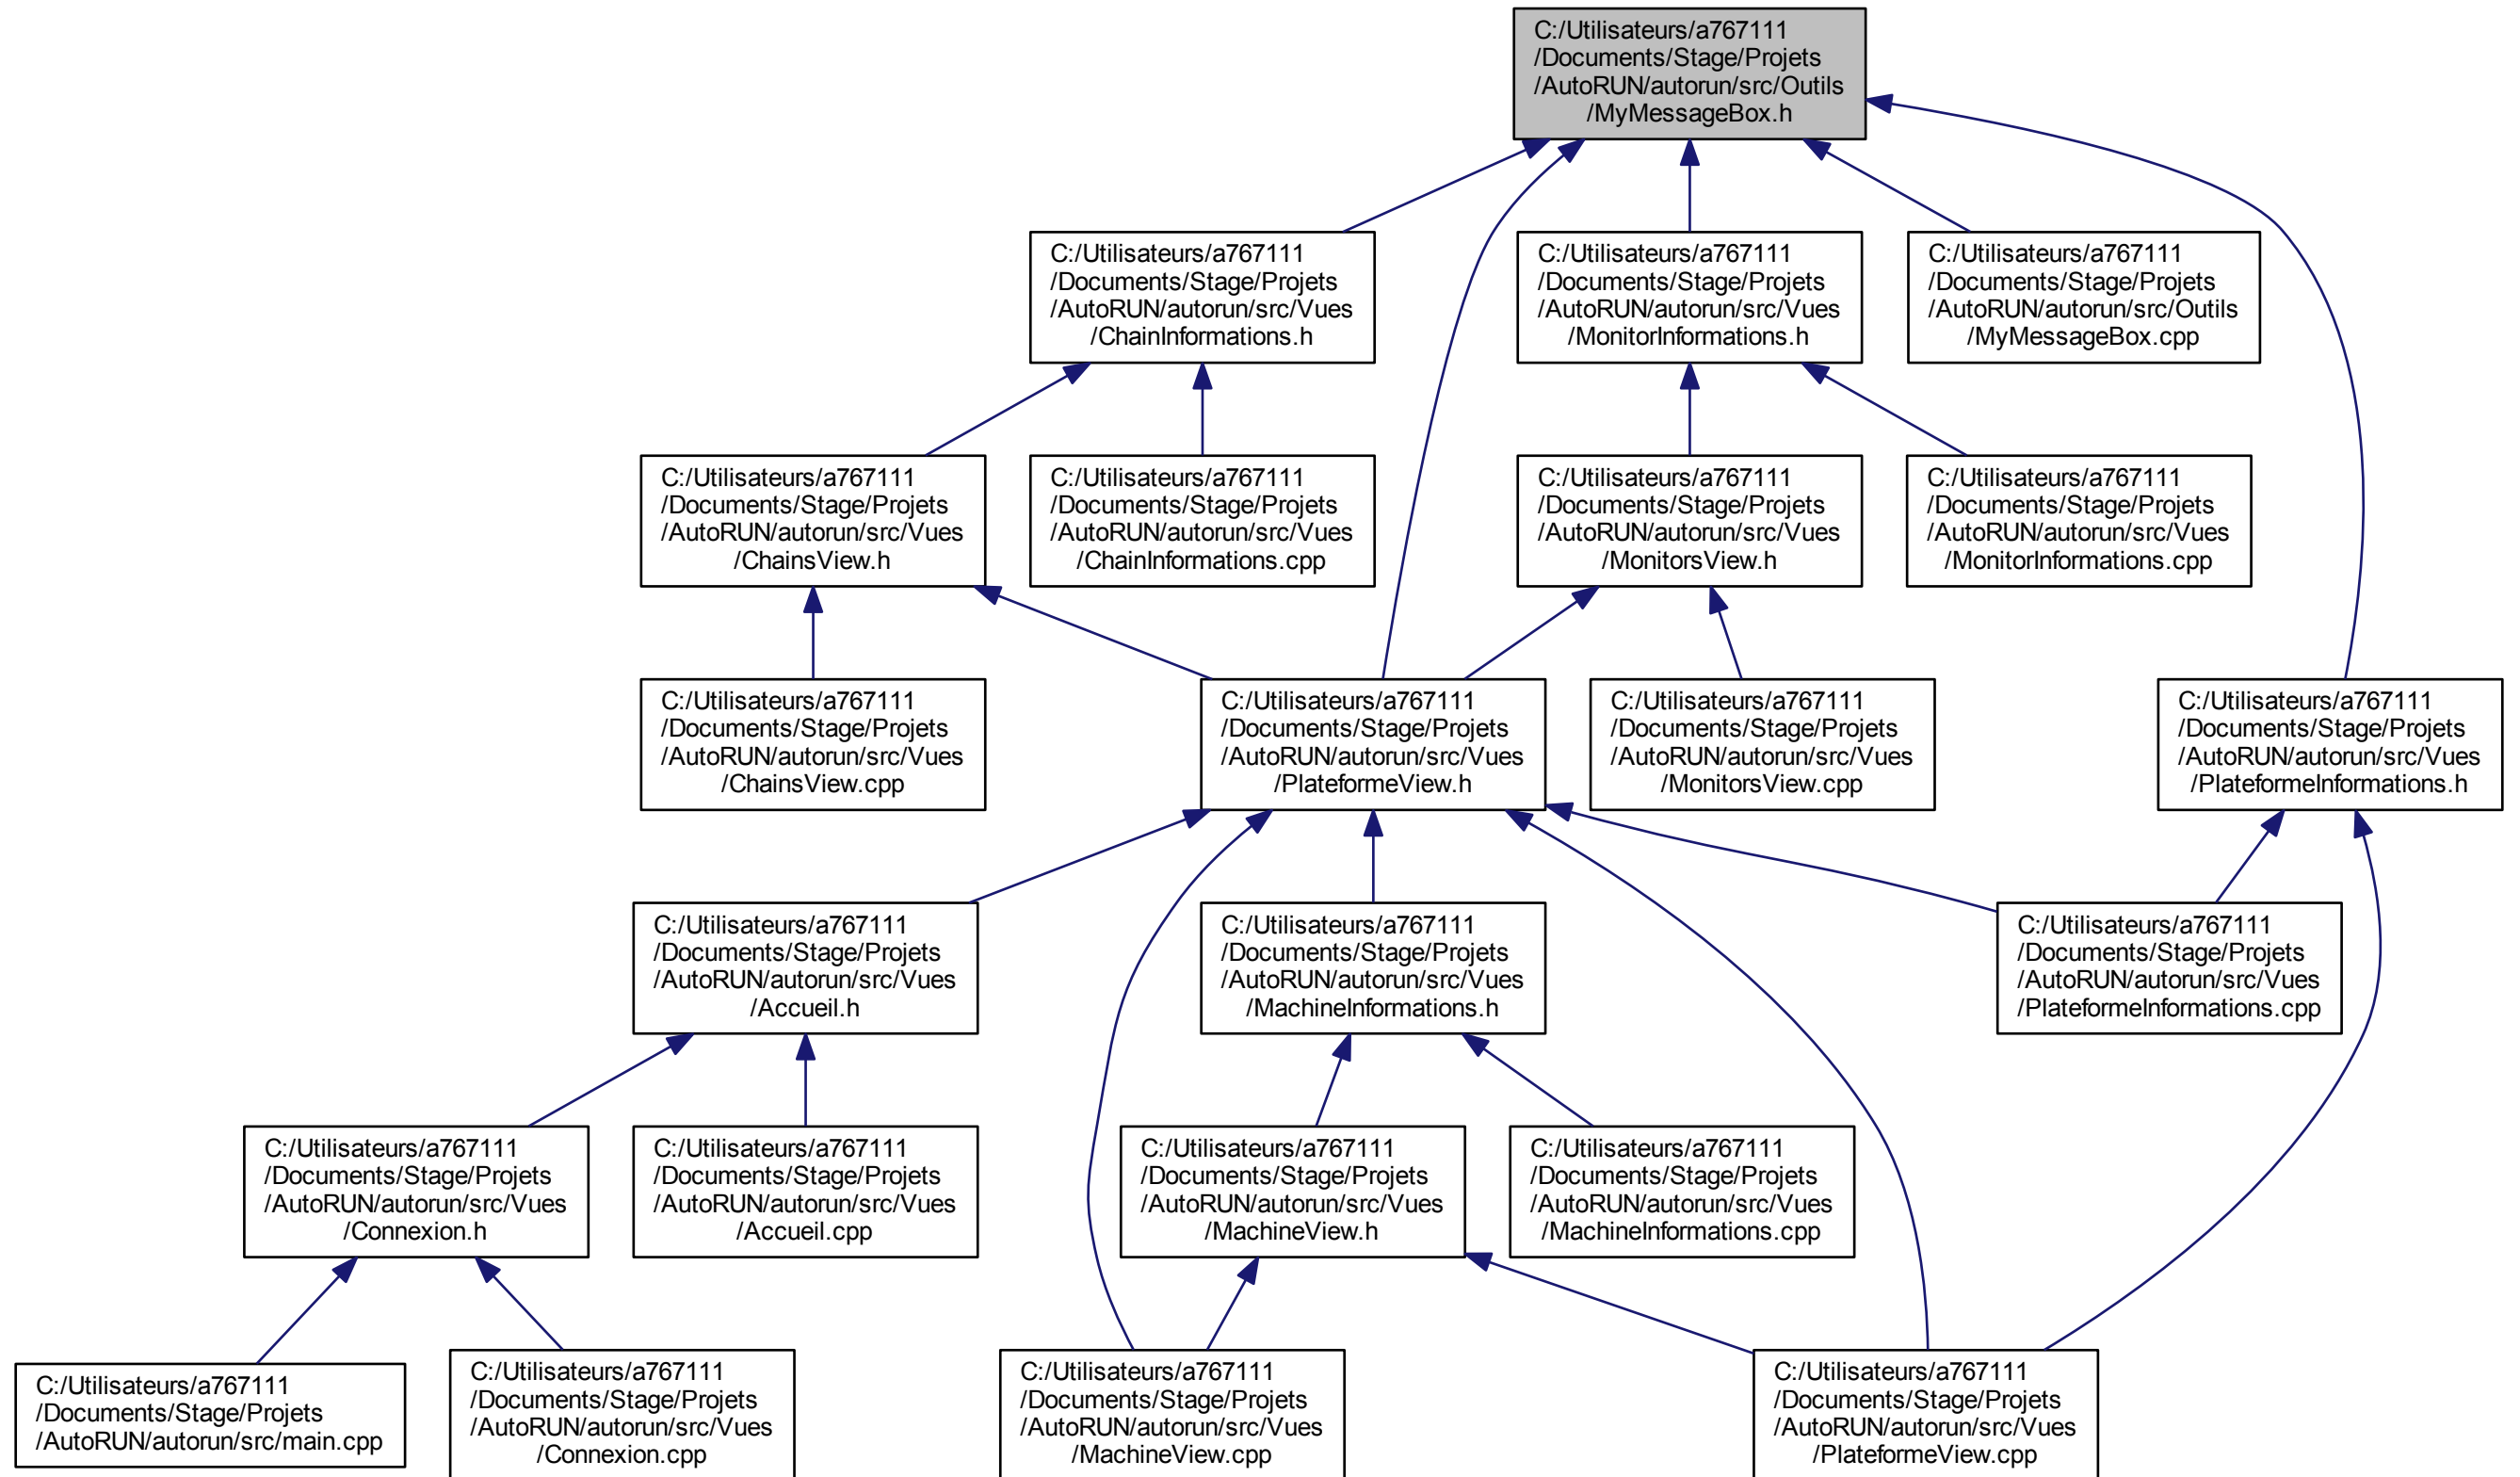 C:/Utilisateurs/a767111
/Documents/Stage/Projets
/AutoRUN/autorun/src/Outils
/MyMessageBox.h
C:/Utilisateurs/a767111
/Documents/Stage/Projets
/AutoRUN/autorun/src/Vues
/ChainInformations.h
C:/Utilisateurs/a767111
/Documents/Stage/Projets
/AutoRUN/autorun/src/Vues
/MonitorInformations.h
C:/Utilisateurs/a767111
/Documents/Stage/Projets
/AutoRUN/autorun/src/Outils
/MyMessageBox.cpp
C:/Utilisateurs/a767111
/Documents/Stage/Projets
/AutoRUN/autorun/src/Vues
/ChainsView.h
C:/Utilisateurs/a767111
/Documents/Stage/Projets
/AutoRUN/autorun/src/Vues
/ChainInformations.cpp
C:/Utilisateurs/a767111
/Documents/Stage/Projets
/AutoRUN/autorun/src/Vues
/MonitorsView.h
C:/Utilisateurs/a767111
/Documents/Stage/Projets
/AutoRUN/autorun/src/Vues
/MonitorInformations.cpp
C:/Utilisateurs/a767111
/Documents/Stage/Projets
/AutoRUN/autorun/src/Vues
/ChainsView.cpp
C:/Utilisateurs/a767111
/Documents/Stage/Projets
/AutoRUN/autorun/src/Vues
/PlateformeView.h
C:/Utilisateurs/a767111
/Documents/Stage/Projets
/AutoRUN/autorun/src/Vues
/MonitorsView.cpp
C:/Utilisateurs/a767111
/Documents/Stage/Projets
/AutoRUN/autorun/src/Vues
/PlateformeInformations.h
C:/Utilisateurs/a767111
/Documents/Stage/Projets
/AutoRUN/autorun/src/Vues
/Accueil.h
C:/Utilisateurs/a767111
/Documents/Stage/Projets
/AutoRUN/autorun/src/Vues
/MachineInformations.h
C:/Utilisateurs/a767111
/Documents/Stage/Projets
/AutoRUN/autorun/src/Vues
/PlateformeInformations.cpp
C:/Utilisateurs/a767111
/Documents/Stage/Projets
/AutoRUN/autorun/src/Vues
/Connexion.h
C:/Utilisateurs/a767111
/Documents/Stage/Projets
/AutoRUN/autorun/src/Vues
/Accueil.cpp
C:/Utilisateurs/a767111
/Documents/Stage/Projets
/AutoRUN/autorun/src/Vues
/MachineView.h
C:/Utilisateurs/a767111
/Documents/Stage/Projets
/AutoRUN/autorun/src/Vues
/MachineInformations.cpp
C:/Utilisateurs/a767111
/Documents/Stage/Projets
/AutoRUN/autorun/src/main.cpp
C:/Utilisateurs/a767111
/Documents/Stage/Projets
/AutoRUN/autorun/src/Vues
/Connexion.cpp
C:/Utilisateurs/a767111
/Documents/Stage/Projets
/AutoRUN/autorun/src/Vues
/MachineView.cpp
C:/Utilisateurs/a767111
/Documents/Stage/Projets
/AutoRUN/autorun/src/Vues
/PlateformeView.cpp